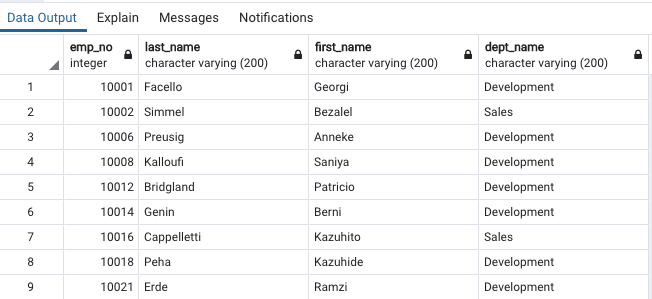 Data Output Explain Messages Notifications
emp_no last_name first_name dept_name
integer character varying (200) character varying (200) character varying (200)
1 10001 Facello Georgi Development
2 10002 Simmel Bezalel Sales
3 10006 Preusig Anneke Development
4 10008 Kalloufi Saniya Development
5 10012 Bridgland Patricio Development
6 10014 Genin Berni Development
7 10016 Cappelletti Kazuhito Sales
8 10018 Peha Kazuhide Development
9 10021 Erde Ramzi Development